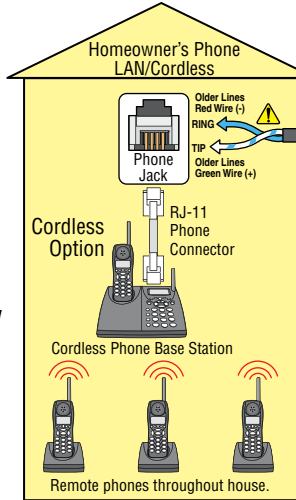 Homeowner's Phone
LAN/Cordless
Older Lines
Red Wire (-)
RING
TIP
Older Lines
Green Wire (+)
Phone
Jack
RJ-11
Phone
Connector
Cordless
Option
Cordless Phone Base Station
Remote phones throughout house.